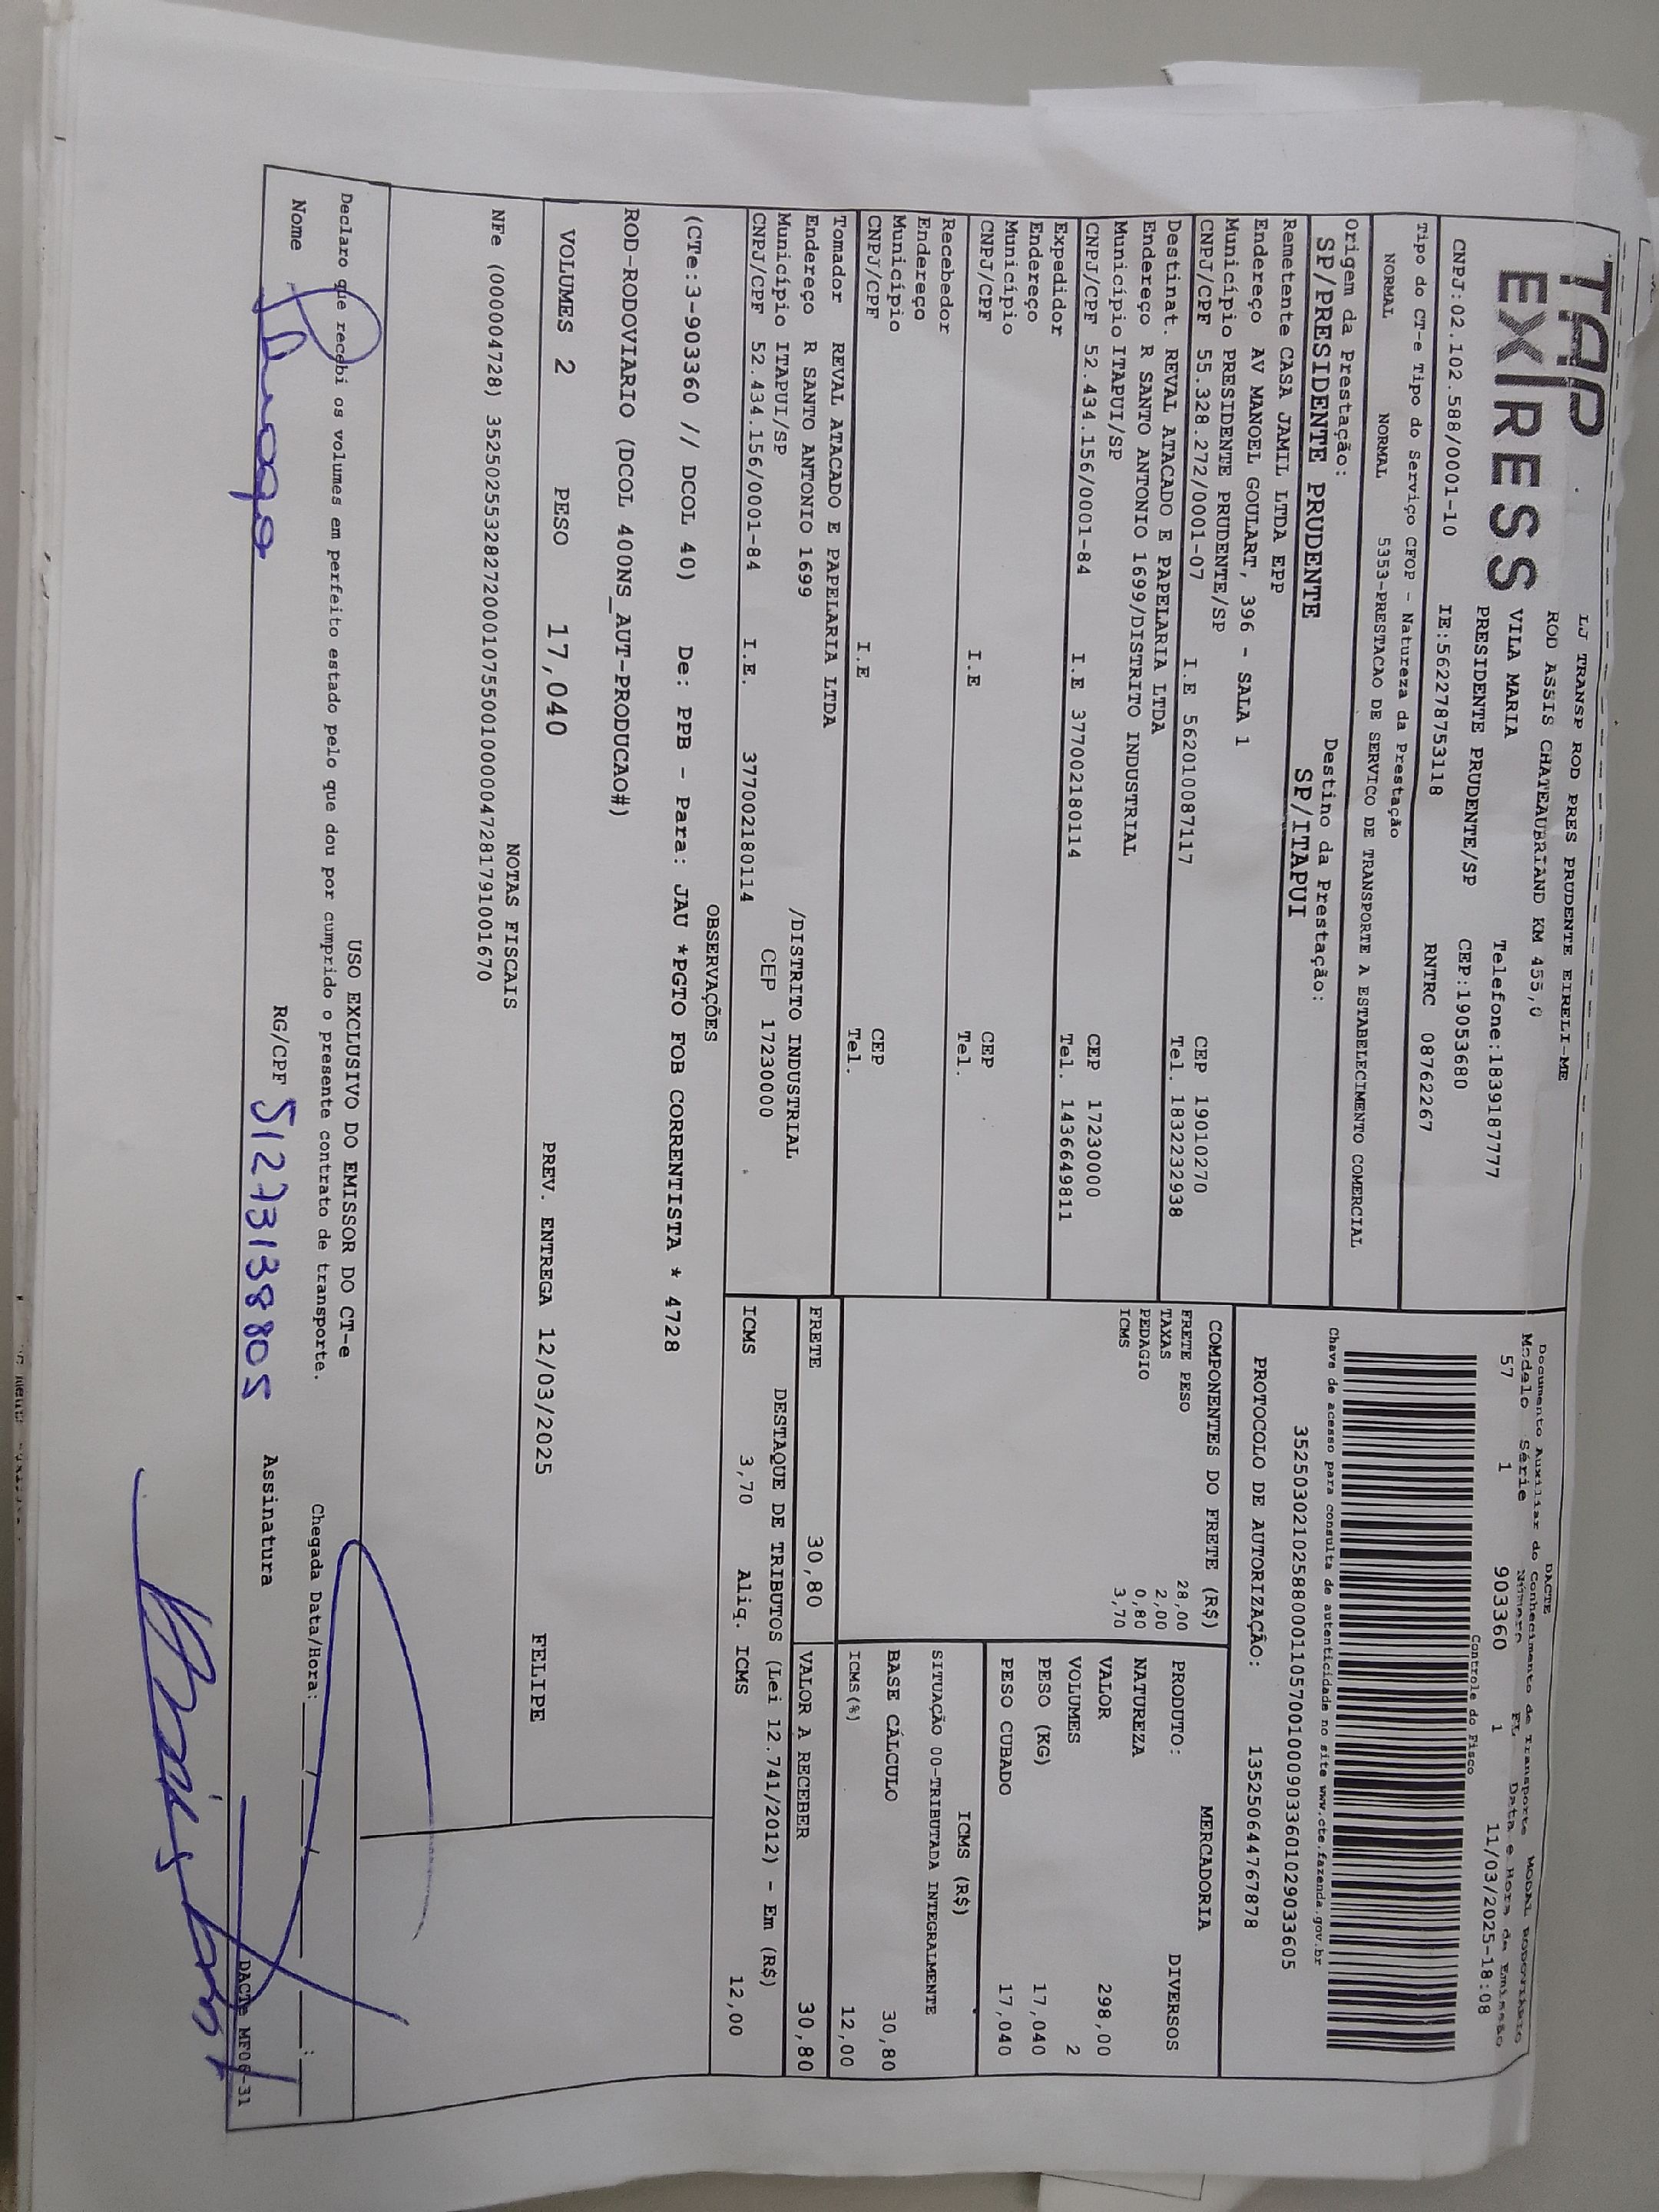 TAP
EX/RESS
LJ TRANSP ROD PRES PRUDENTE EIRELI-ME
ROD ASSIS CHATEAUBRIAND KM 455,0
VILA MARIA
PRESIDENTE PRUDENTE/SP
Telefone:1839187777
CEP:19053680
CNPJ:02.102.588/0001-10 IE:562278753118 RNTRC 08762267
Tipo do CT-e Tipo do Serviço CFOP - Natureza da Prestação
NORMAL NORMAL 5353-PRESTACAO DE SERVICO DE TRANSPORTE A ESTABELECIMENTO COMERCIAL
Origem da Prestação: Destino da Prestação:
SP/PRESIDENTE PRUDENTE SP/ITAPUI
DACTE
Documento Auxiliar do Conhecimento de Transporte MODAL RODOVIARIO
Modelo Série Número FL Data e Hora de Emissão
57 1 903360 1 11/03/2025-18:08
Controle do Fisco
Chave de acesso para consulta de autenticidade no site www.cte.fazenda.gov.br
35250302102588000110570010009033601029033605
PROTOCOLO DE AUTORIZAÇÃO: 135250644767878
Remetente CASA JAMIL LTDA EPP
Endereço AV MANOEL GOULART, 396 - SALA 1
Município PRESIDENTE PRUDENTE/SP CEP 19010270
CNPJ/CPF 55.328.272/0001-07 I.E 562010087117 Tel. 1832232938
Destinat. REVAL ATACADO E PAPELARIA LTDA
Endereço R SANTO ANTONIO 1699/DISTRITO INDUSTRIAL
Município ITAPUI/SP CEP 17230000
CNPJ/CPF 52.434.156/0001-84 I.E 377002180114 Tel. 1436649811
Expedidor
Endereço
Município CEP
CNPJ/CPF I.E Tel.
Recebedor
Endereço
Município CEP
CNPJ/CPF I.E Tel.
Tomador REVAL ATACADO E PAPELARIA LTDA
Endereço R SANTO ANTONIO 1699 /DISTRITO INDUSTRIAL
Município ITAPUI/SP CEP 17230000
CNPJ/CPF 52.434.156/0001-84 I.E. 377002180114
COMPONENTES DO FRETE (R$)
FRETE PESO 28,00
TAXAS 2,00
PEDAGIO 0,80
ICMS 3,70
MERCADORIA
PRODUTO: DIVERSOS
NATUREZA
VALOR 298,00
VOLUMES 2
PESO (KG) 17,040
PESO CUBADO 17,040
ICMS (R$)
SITUAÇÃO 00-TRIBUTADA INTEGRALMENTE
BASE CÁLCULO 30,80
ICMS(%) 12,00
FRETE 30,80 VALOR A RECEBER 30,80
DESTAQUE DE TRIBUTOS (Lei 12.741/2012) - Em (R$)
ICMS 3,70 Aliq. ICMS 12,00
OBSERVAÇÕES
(CTe:3-903360 // DCOL 40) De: PPB - Para: JAU *PGTO FOB CORRENTISTA * 4728
ROD-RODOVIARIO (DCOL 400NS_AUT-PRODUCAO#)
VOLUMES 2 PESO 17,040 PREV. ENTREGA 12/03/2025 FELIPE
NOTAS FISCAIS
NFe (000004728) 35250255328272000107550010000047281791001670
USO EXCLUSIVO DO EMISSOR DO CT-e
Declaro que recebi os volumes em perfeito estado pelo que dou por cumprido o presente contrato de transporte. Chegada Data/Hora:____/____/____ ____:____
Nome RG/CPF 51273138805 Assinatura
DACTe MF06-31